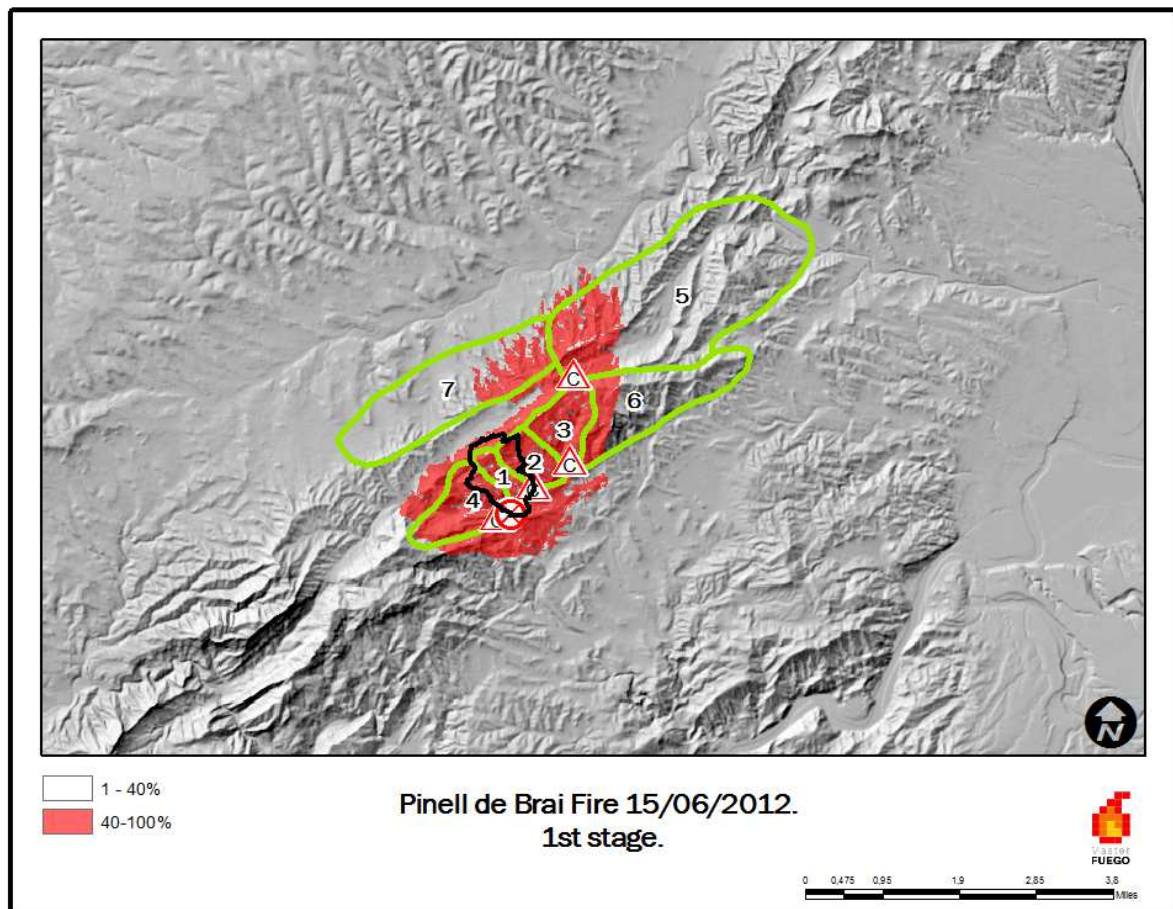 5
7
6
3
2
1
4
C
C
C
C
N
1 - 40%
40-100%
Pinell de Brai Fire 15/06/2012.
1st stage.
Master
FUEGO
0 0,475 0,95 1,9 2,85 3,8
Miles